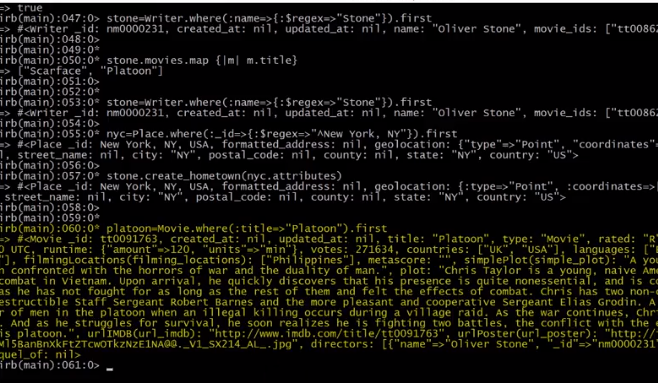 => true
irb(main):047:0> stone=Writer.where(:name=>{:$regex=>"Stone"}).first
=> #<Writer _id: nm0000231, created_at: nil, updated_at: nil, name: "Oliver Stone", movie_ids: ["tt00862
irb(main):048:0>
irb(main):049:0*
irb(main):050:0* stone.movies.map {|m| m.title}
=> ["Scarface", "Platoon"]
irb(main):051:0>
irb(main):052:0*
irb(main):053:0* stone=Writer.where(:name=>{:$regex=>"Stone"}).first
=> #<Writer _id: nm0000231, created_at: nil, updated_at: nil, name: "Oliver Stone", movie_ids: ["tt00862
irb(main):054:0>
irb(main):055:0* nyc=Place.where(:_id=>{:$regex=>"^New York, NY"}).first
=> #<Place _id: New York, NY, USA, formatted_address: nil, geolocation: {"type"=>"Point", "coordinates"=
l, street_name: nil, city: "NY", postal_code: nil, county: nil, state: "NY", country: "US">
irb(main):056:0>
irb(main):057:0* stone.create_hometown(nyc.attributes)
=> #<Place _id: New York, NY, USA, formatted_address: nil, geolocation: {:type=>"Point", :coordinates=>[
street_name: nil, city: "NY", postal_code: nil, county: nil, state: "NY", country: "US">
irb(main):058:0>
irb(main):059:0*
irb(main):060:0* platoon=Movie.where(:title=>"Platoon").first
=> #<Movie _id: tt0091763, created_at: nil, updated_at: nil, title: "Platoon", type: "Movie", rated: "R"
0 UTC, runtime: {"amount"=>120, "units"=>"min"}, votes: 271634, countries: ["UK", "USA"], languages: ["
"], filmingLocations(filming_locations): ["Philippines"], metascore: "", simplePlot(simple_plot): "A you
n confronted with the horrors of war and the duality of man.", plot: "Chris Taylor is a young, naive Ame
combat in Vietnam. Upon arrival, he quickly discovers that his presence is quite nonessential, and is c
as he has not fought for as long as the rest of them and felt the effects of combat. Chris has two non-c
estructible Staff Sergeant Robert Barnes and the more pleasant and cooperative Sergeant Elias Grodin. A
r of men in the platoon when an illegal killing occurs during a village raid. As the war continues, Chr
. And as he struggles for survival, he soon realizes he is fighting two battles, the conflict with the e
is platoon.", urlIMDB(url_imdb): "http://www.imdb.com/title/tt0091763", urlPoster(url_poster): "http://
Ml5BanBnXkFtZTcwOTkzNzE1NA@@._V1_SX214_AL_.jpg", directors: [{"name"=>"Oliver Stone", "_id"=>"nm0000231"
quel_of: nil>
irb(main):061:0>